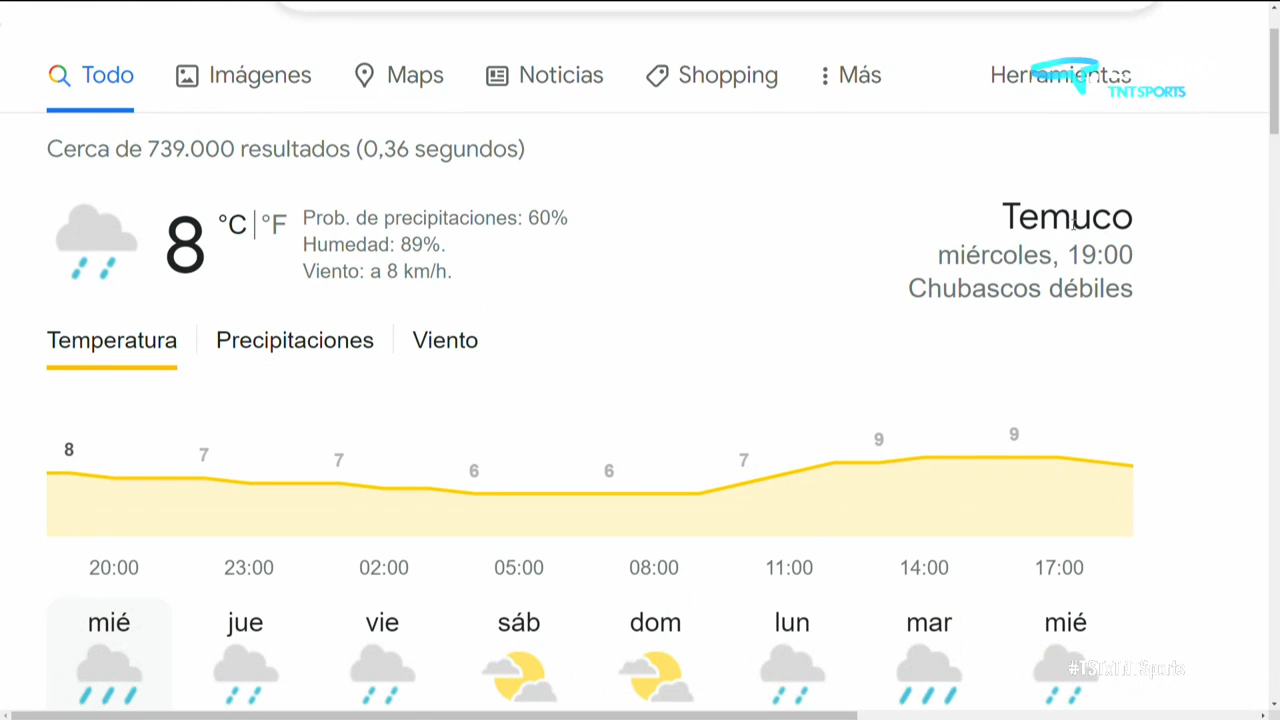 Todo Imágenes Maps Noticias Shopping Más Herramientas
TNT SPORTS
Cerca de 739.000 resultados (0,36 segundos)
8 °C | °F
Prob. de precipitaciones: 60%
Humedad: 89%.
Viento: a 8 km/h.
Temuco
miércoles, 19:00
Chubascos débiles
Temperatura Precipitaciones Viento
8 7 7 6 6 7 9 9
20:00 23:00 02:00 05:00 08:00 11:00 14:00 17:00
mié jue vie sáb dom lun mar mié